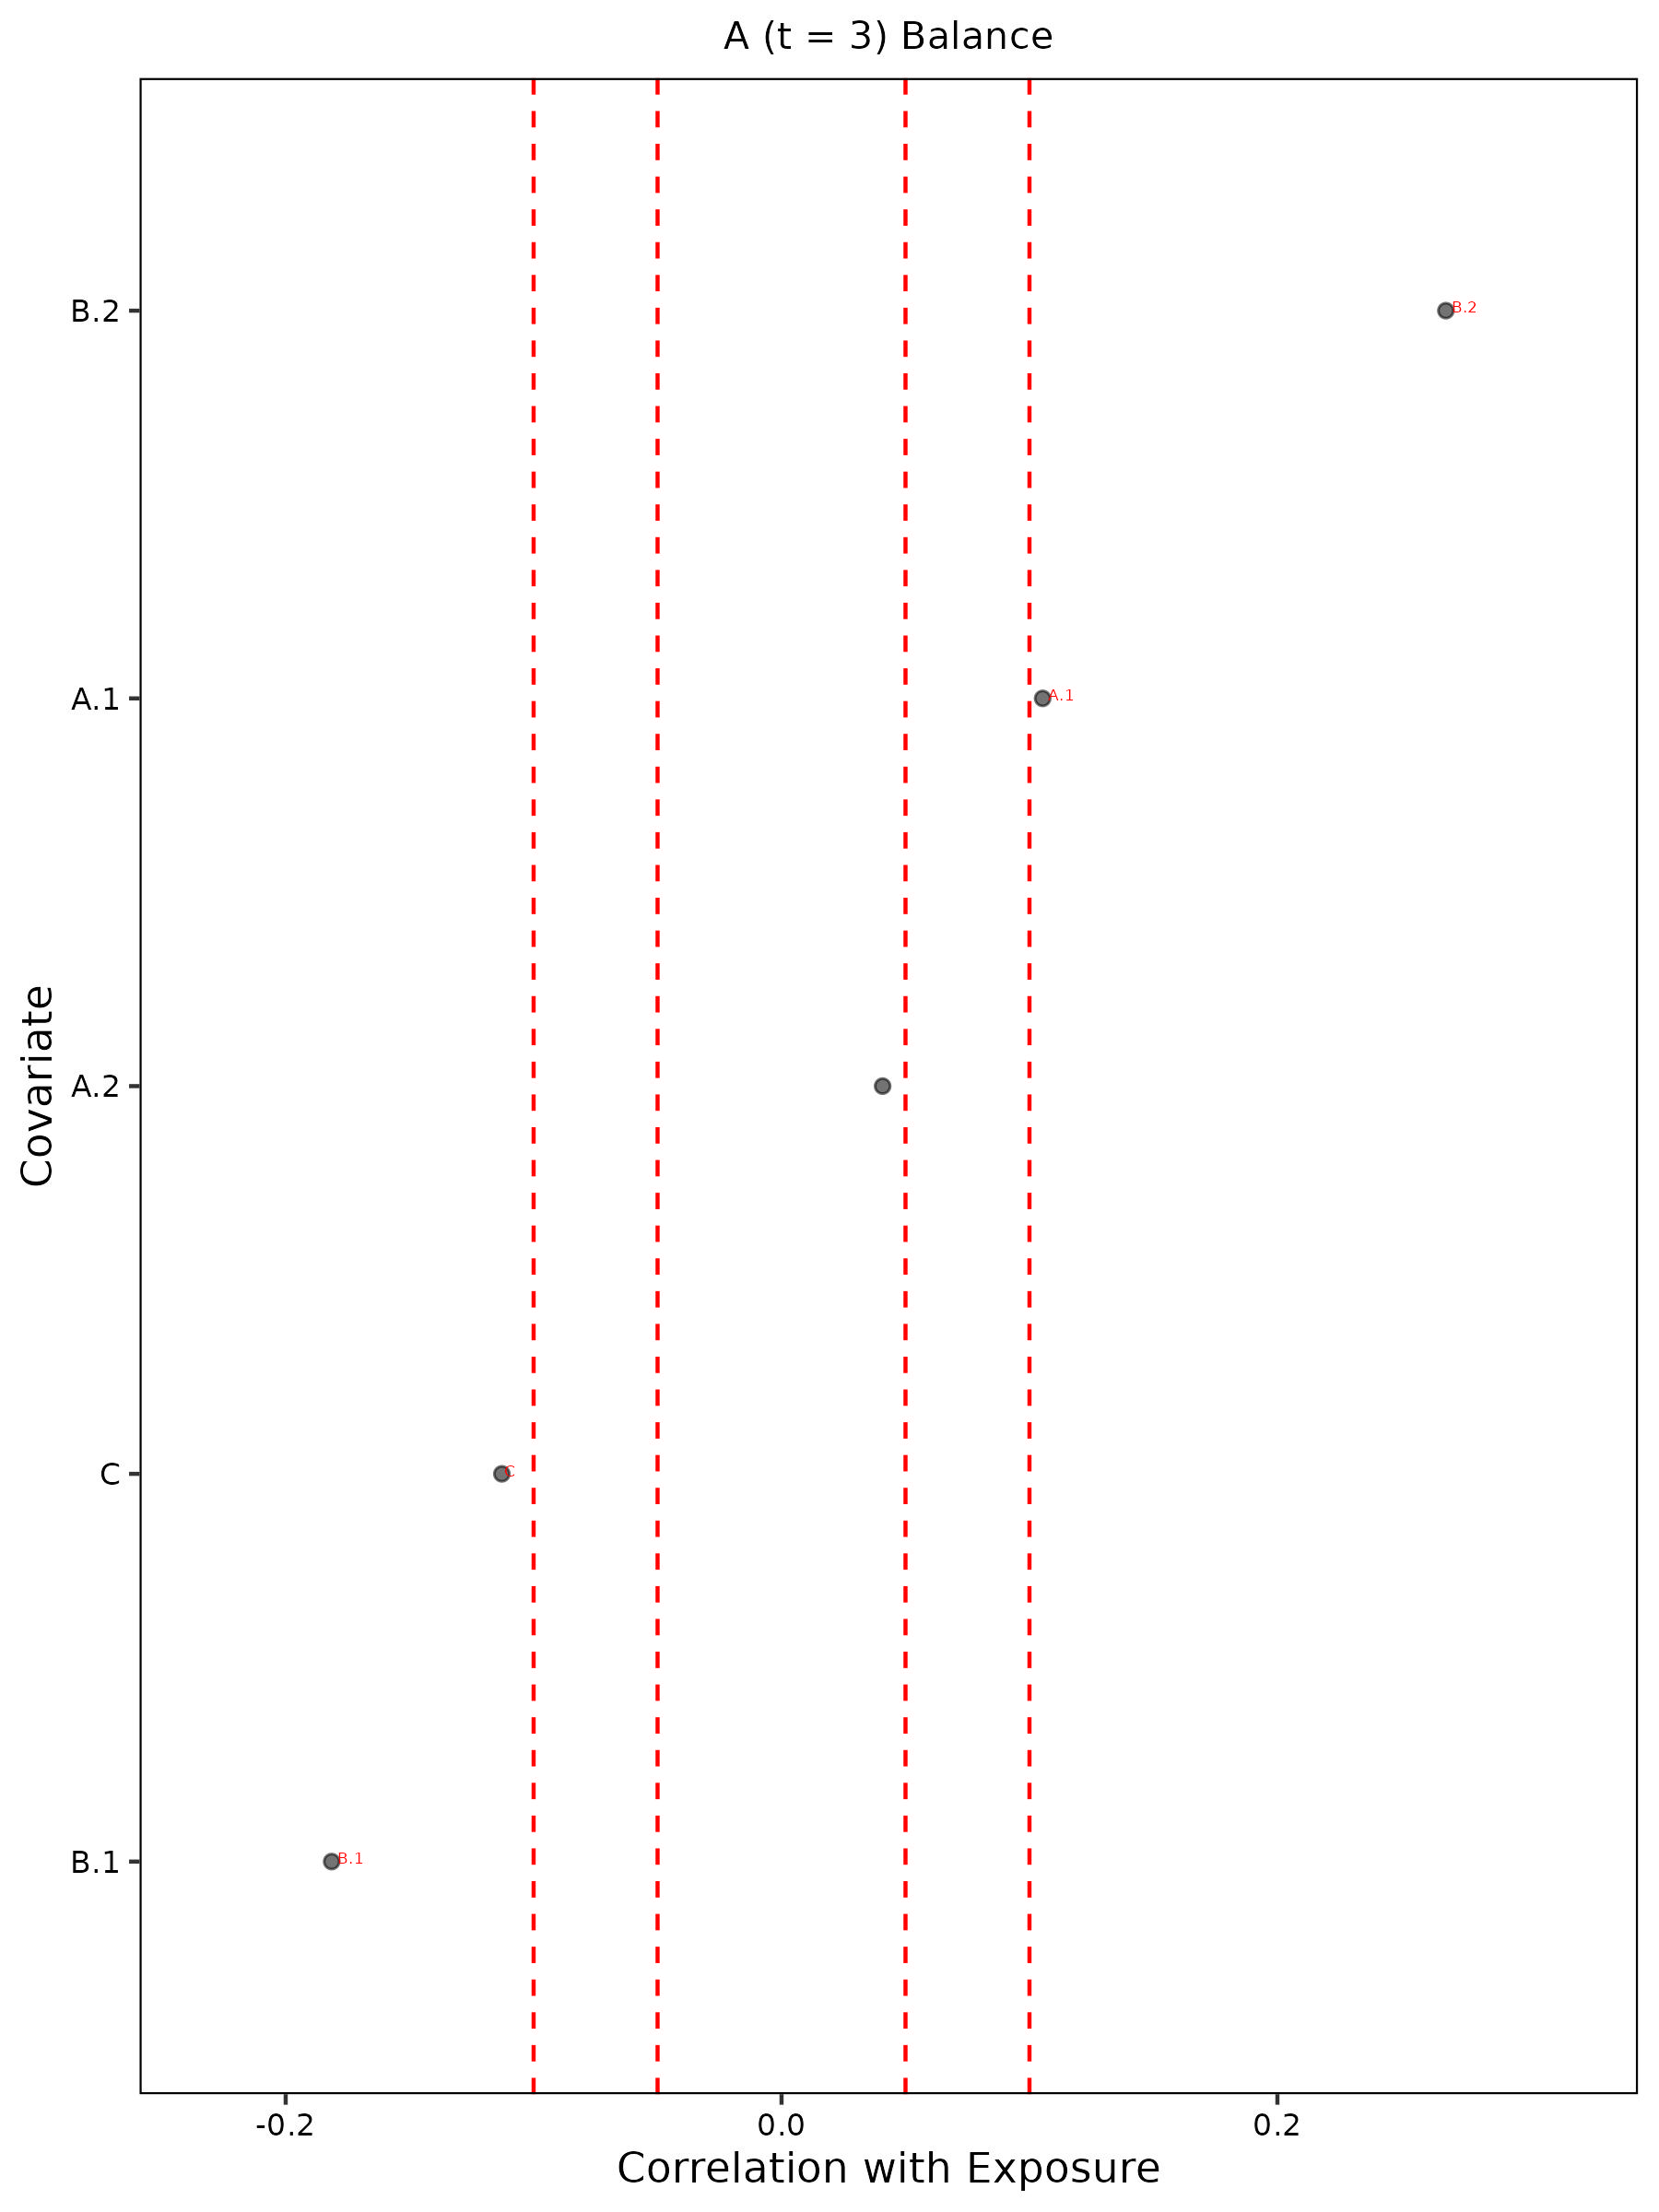 A (t = 3) Balance
B.2
B.2
A.1
A.1
Covariate
A.2
C
C
B.1
B.1
-0.2
0.0
0.2
Correlation with Exposure